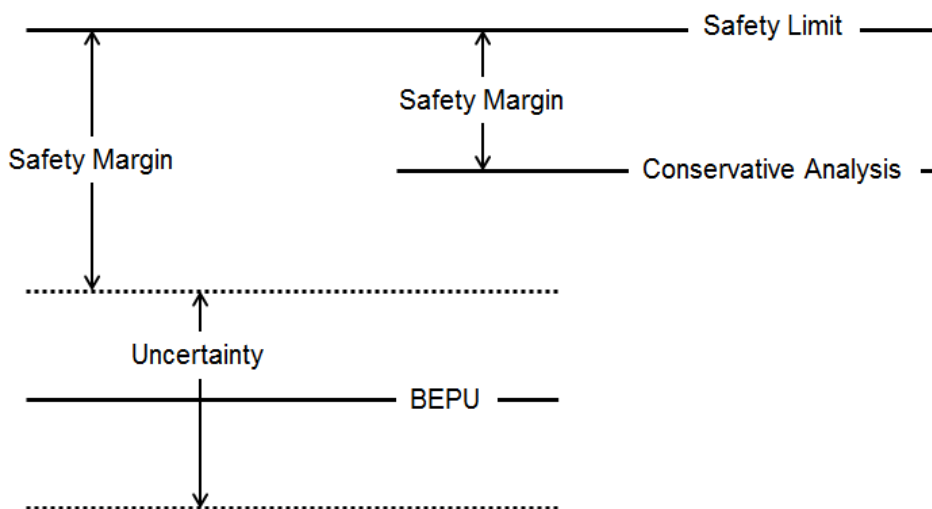 Safety Limit
Safety Margin
Safety Margin
Conservative Analysis
Uncertainty
BEPU